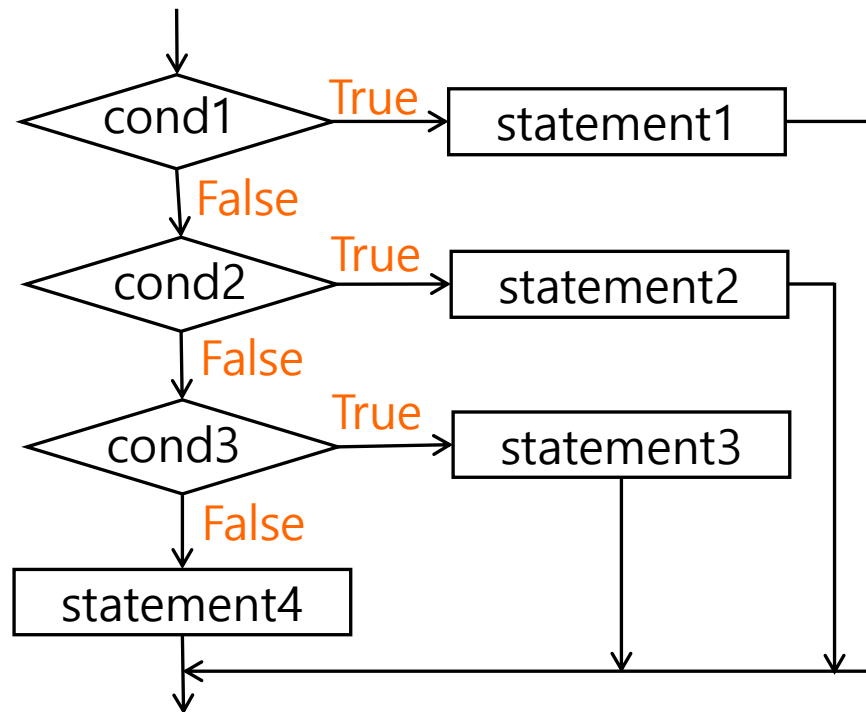 cond1
True
statement1
False
cond2
True
statement2
False
cond3
True
statement3
False
statement4